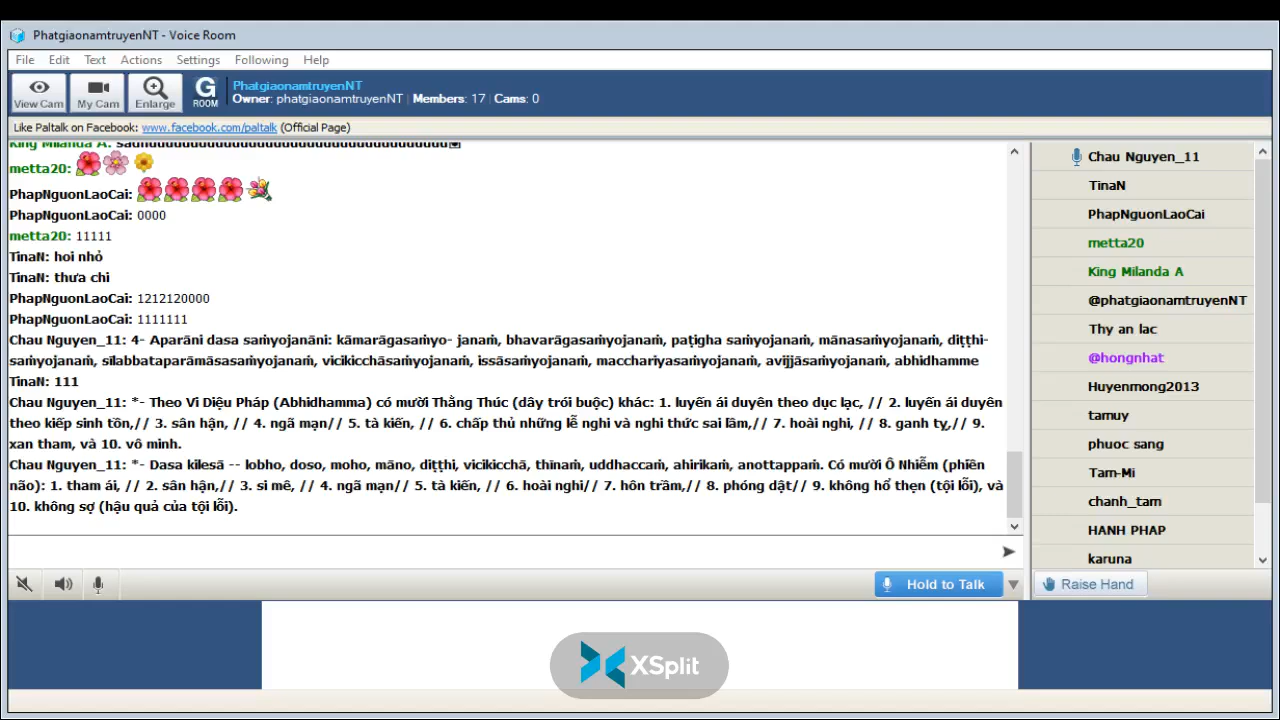 PhatgiaonamtruyenNT - Voice Room
File Edit Text Actions Settings Following Help
View Cam My Cam Enlarge G ROOM
PhatgiaonamtruyenNT
Owner: phatgiaonamtruyenNT Members: 17 Cams: 0
Like Paltalk on Facebook: www.facebook.com/paltalk (Official Page)
King Milanda A:
metta20:
PhapNguonLaoCai:
PhapNguonLaoCai: 0000
metta20: 11111
TinaN: hoi nhỏ
TinaN: thưa chi
PhapNguonLaoCai: 1212120000
PhapNguonLaoCai: 1111111
Chau Nguyen_11: 4- Aparāni dasa saṁyojanāni: kāmarāgasaṁyo- janaṁ, bhavarāgasaṁyojanaṁ, paṭigha saṁyojanaṁ, mānasaṁyojanaṁ, diṭṭhi-
saṁyojanaṁ, sīlabbataparāmāsasaṁyojanaṁ, vicikicchāsaṁyojanaṁ, issāsaṁyojanaṁ, macchariyasaṁyojanaṁ, avijjāsaṁyojanaṁ, abhidhamme
TinaN: 111
Chau Nguyen_11: *- Theo Vi Diệu Pháp (Abhidhamma) có mười Thằng Thúc (dây trói buộc) khác: 1. luyến ái duyên theo dục lạc, // 2. luyến ái duyên
theo kiếp sinh tồn,// 3. sân hận, // 4. ngã mạn// 5. tà kiến, // 6. chấp thủ những lễ nghi và nghi thức sai lầm,// 7. hoài nghi, // 8. ganh tỵ,// 9.
xan tham, và 10. vô minh.
Chau Nguyen_11: *- Dasa kilesā -- lobho, doso, moho, māno, diṭṭhi, vicikicchā, thīnaṁ, uddhaccaṁ, ahirikaṁ, anottappaṁ. Có mười Ô Nhiễm (phiền
não): 1. tham ái, // 2. sân hận,// 3. si mê, // 4. ngã mạn// 5. tà kiến, // 6. hoài nghi// 7. hôn trầm,// 8. phóng dật// 9. không hổ thẹn (tội lỗi), và
10. không sợ (hậu quả của tội lỗi).
Chau Nguyen_11
TinaN
PhapNguonLaoCai
metta20
King Milanda A
@phatgiaonamtruyenNT
Thy an lac
@hongnhat
Huyenmong2013
tamuy
phuoc sang
Tam-Mi
chanh_tam
HANH PHAP
karuna
Hold to Talk
Raise Hand
XSplit